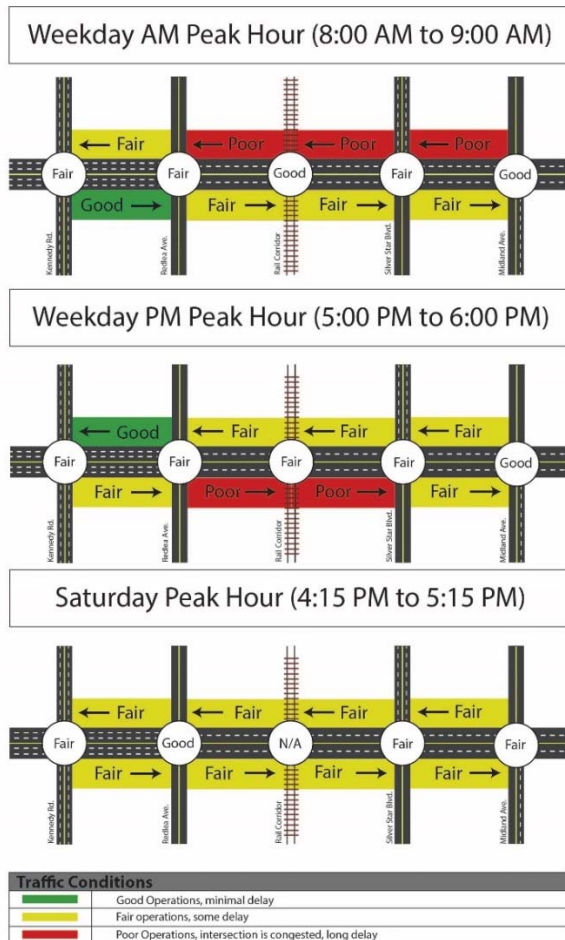 Weekday AM Peak Hour (8:00 AM to 9:00 AM)
Fair Poor Poor Poor
Fair Fair Good Fair Good
Good Fair Fair Fair
Kennedy Rd. Redlea Ave. Rail Corridor Silver Star Blvd. Midland Ave.
Weekday PM Peak Hour (5:00 PM to 6:00 PM)
Good Fair Fair Fair
Fair Fair Fair Fair Good
Fair Poor Poor Fair
Kennedy Rd. Redlea Ave. Rail Corridor Silver Star Blvd. Midland Ave.
Saturday Peak Hour (4:15 PM to 5:15 PM)
Fair Fair Fair Fair
Fair Good N/A Fair Fair
Fair Fair Fair Fair
Kennedy Rd. Redlea Ave. Rail Corridor Silver Star Blvd. Midland Ave.
Traffic Conditions
Good Operations, minimal delay
Fair operations, some delay
Poor Operations, intersection is congested, long delay